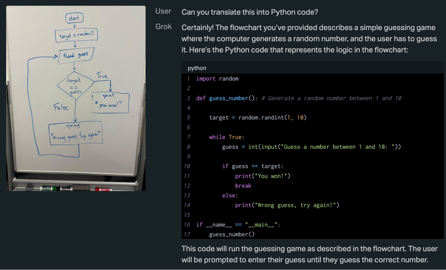 Start
target = random()
Read guess
target
==
guess
True
False
print
"you won!"
print
"Wrong guess, try again"
User
Can you translate this into Python code?
Grok
Certainly! The flowchart you've provided describes a simple guessing game
where the computer generates a random number, and the user has to guess
it. Here's the Python code that represents the logic in the flowchart:
python
1 import random
2
3 def guess_number(): # Generate a random number between 1 and 10
4
5 target = random.randint(1, 10)
6
7 while True:
8 guess = int(input("Guess a number between 1 and 10: "))
9
10 if guess == target:
11 print("You won!")
12 break
13 else:
14 print("Wrong guess, try again!")
15
16 if __name__ == "__main__":
17 guess_number()
This code will run the guessing game as described in the flowchart. The user
will be prompted to enter their guess until they guess the correct number.